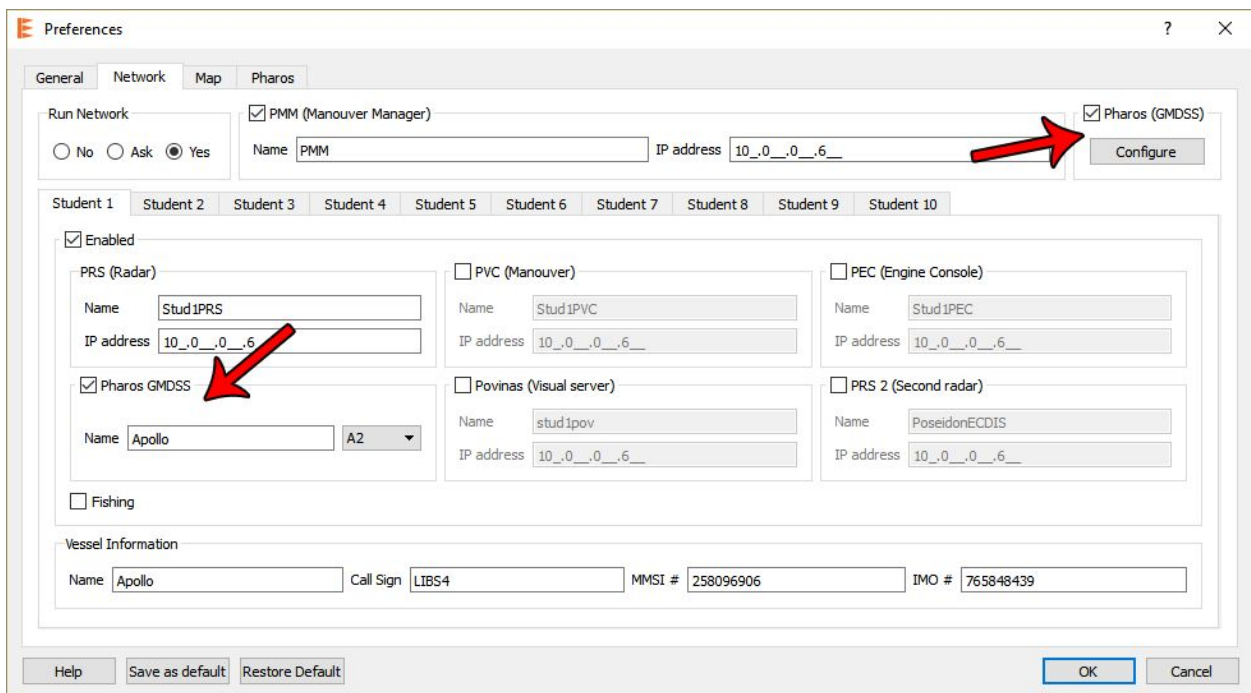 Preferences
General Network Map Pharos
Run Network PMM (Manouver Manager) Pharos (GMDSS)
No Ask Yes Name PMM IP address 10_.0__.0__.6__ Configure
Student 1 Student 2 Student 3 Student 4 Student 5 Student 6 Student 7 Student 8 Student 9 Student 10
Enabled
PRS (Radar) PVC (Manouver) PEC (Engine Console)
Name Stud1PRS Name Stud1PVC Name Stud1PEC
IP address 10_.0__.0__.6 IP address 10_.0__.0__.6__ IP address 10_.0__.0__.6__
Pharos GMDSS Povinas (Visual server) PRS 2 (Second radar)
Name Apollo A2 Name stud1pov Name PoseidonECDIS
IP address 10_.0__.0__.6__ IP address 10_.0__.0__.6__
Fishing
Vessel Information
Name Apollo Call Sign LIBS4 MMSI # 258096906 IMO # 765848439
Help Save as default Restore Default OK Cancel